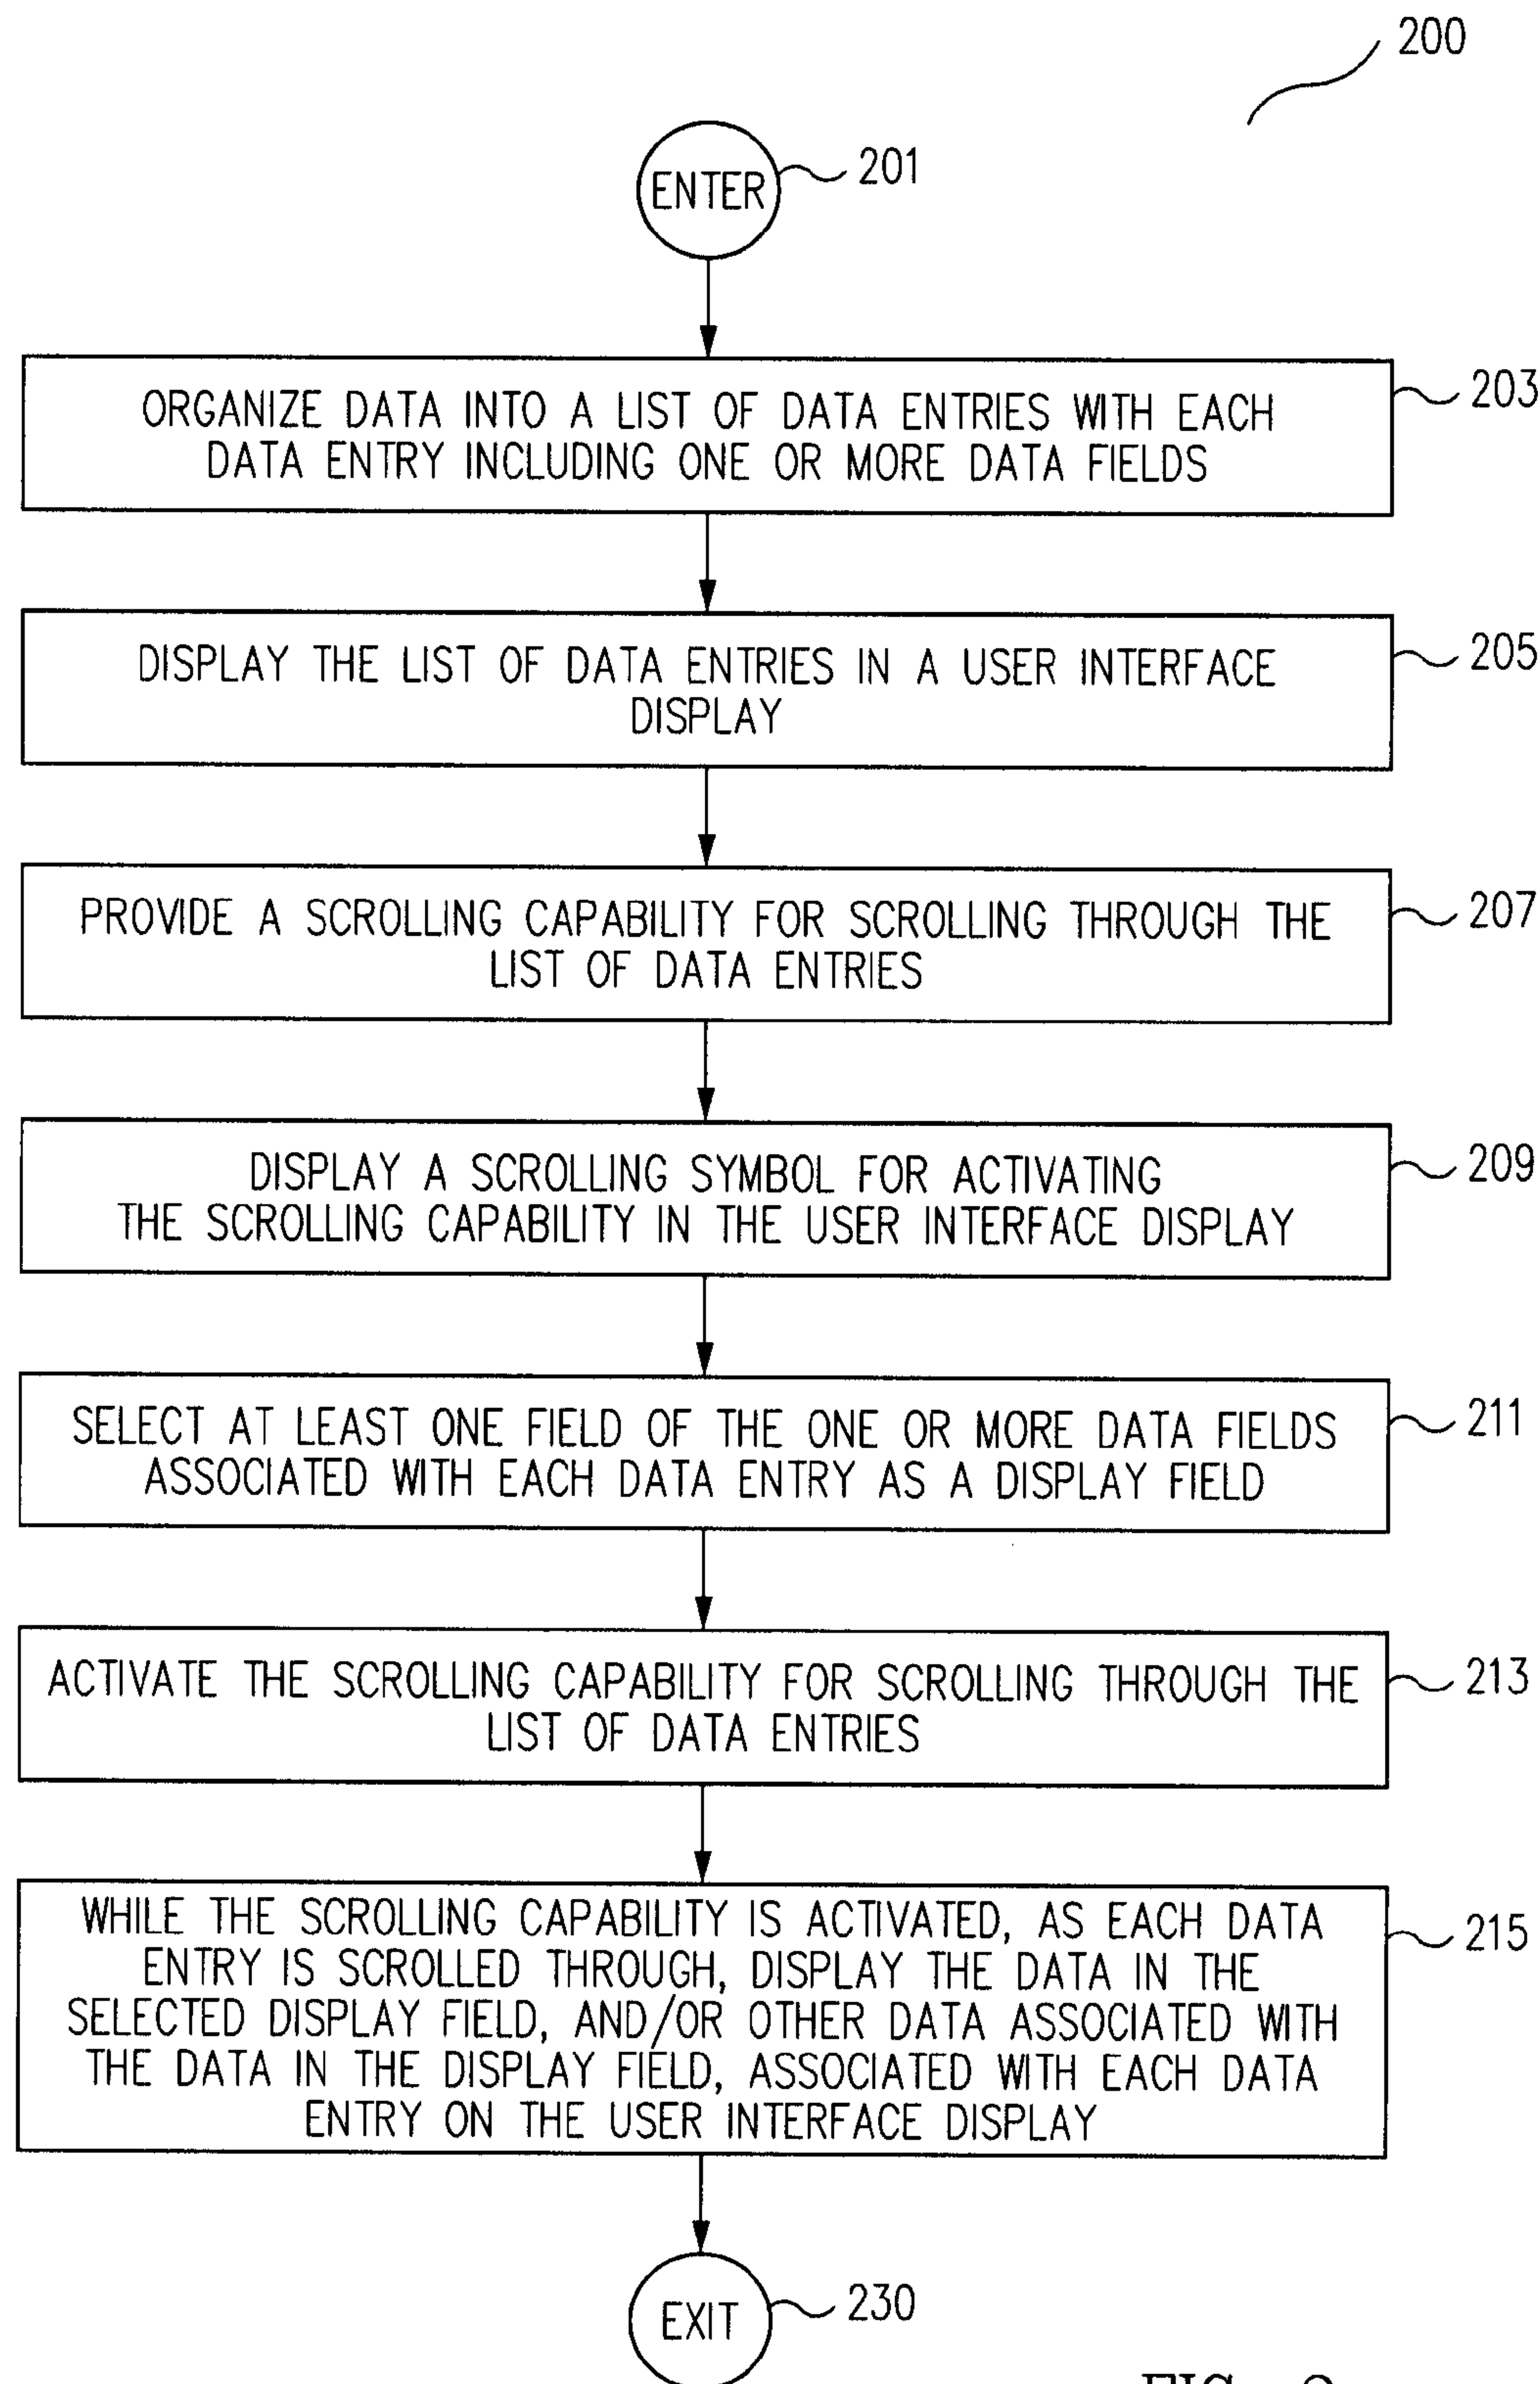 200
ENTER
201
ORGANIZE DATA INTO A LIST OF DATA ENTRIES WITH EACH
DATA ENTRY INCLUDING ONE OR MORE DATA FIELDS
203
DISPLAY THE LIST OF DATA ENTRIES IN A USER INTERFACE
DISPLAY
205
PROVIDE A SCROLLING CAPABILITY FOR SCROLLING THROUGH THE
LIST OF DATA ENTRIES
207
DISPLAY A SCROLLING SYMBOL FOR ACTIVATING
THE SCROLLING CAPABILITY IN THE USER INTERFACE DISPLAY
209
SELECT AT LEAST ONE FIELD OF THE ONE OR MORE DATA FIELDS
ASSOCIATED WITH EACH DATA ENTRY AS A DISPLAY FIELD
211
ACTIVATE THE SCROLLING CAPABILITY FOR SCROLLING THROUGH THE
LIST OF DATA ENTRIES
213
WHILE THE SCROLLING CAPABILITY IS ACTIVATED, AS EACH DATA
ENTRY IS SCROLLED THROUGH, DISPLAY THE DATA IN THE
SELECTED DISPLAY FIELD, AND/OR OTHER DATA ASSOCIATED WITH
THE DATA IN THE DISPLAY FIELD, ASSOCIATED WITH EACH DATA
ENTRY ON THE USER INTERFACE DISPLAY
215
EXIT
230